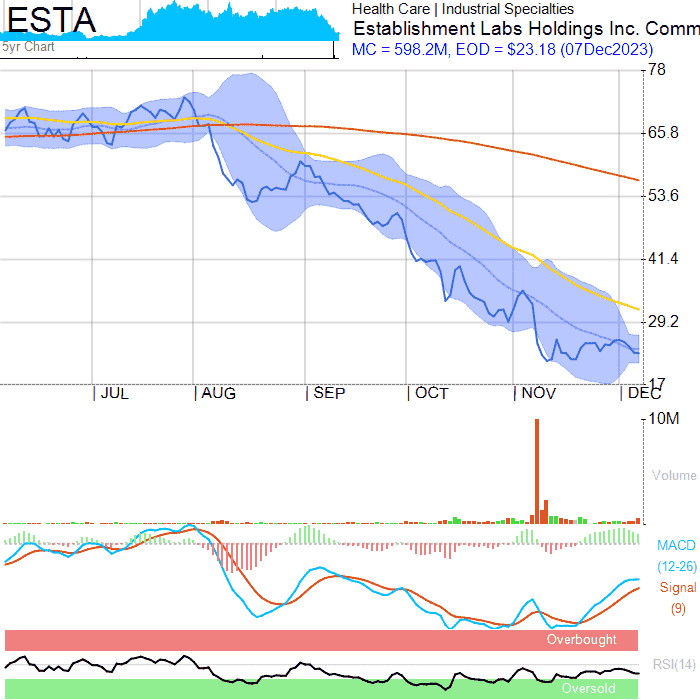 ESTA
5yr Chart
Health Care | Industrial Specialties
Establishment Labs Holdings Inc. Comm
MC = 598.2M, EOD = $23.18 (07Dec2023)
78
65.8
53.6
41.4
29.2
17
JUL AUG SEP OCT NOV DEC
10M
Volume
MACD
(12-26)
Signal
(9)
Overbought
RSI(14)
Oversold